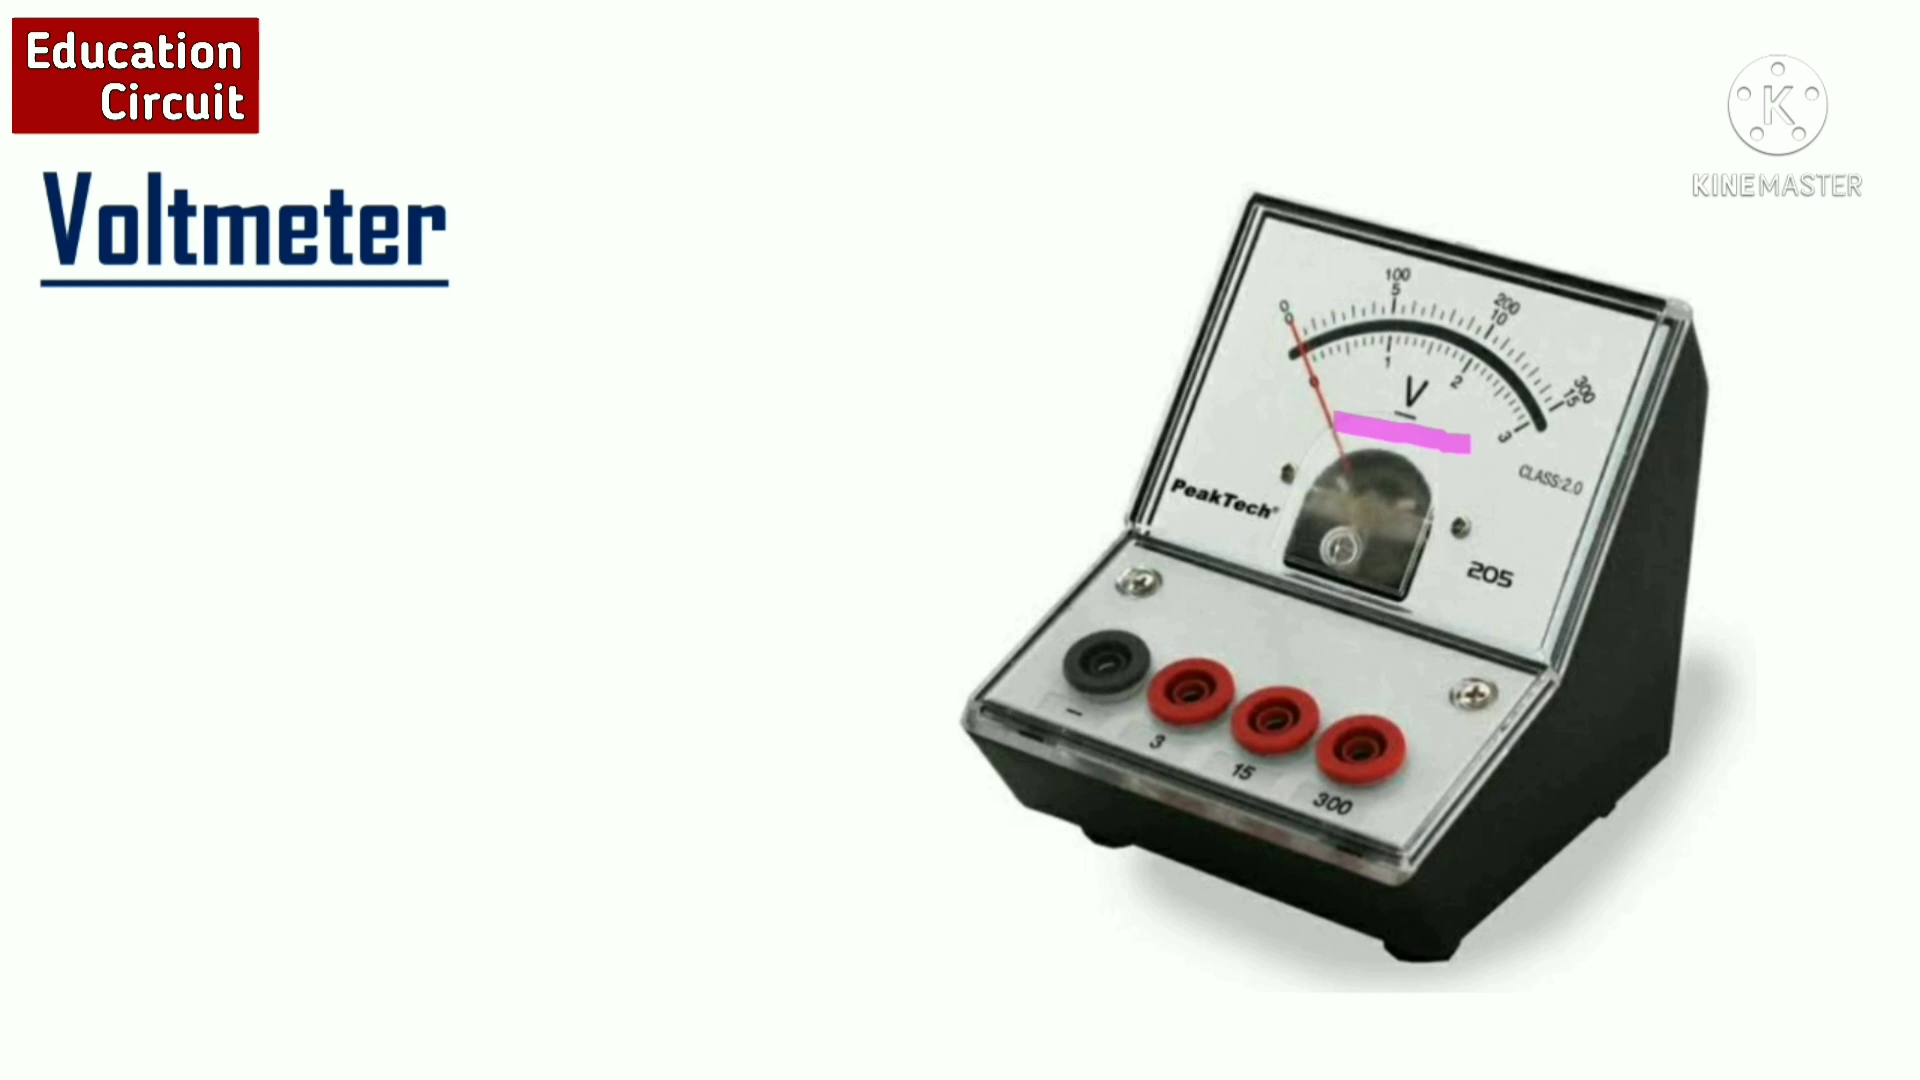 Education
Circuit
K
KINEMASTER
Voltmeter
100
200
300
0
5
10
15
0
1
2
3
V
CLASS:2.0
PeakTech®
205
–
3
15
300